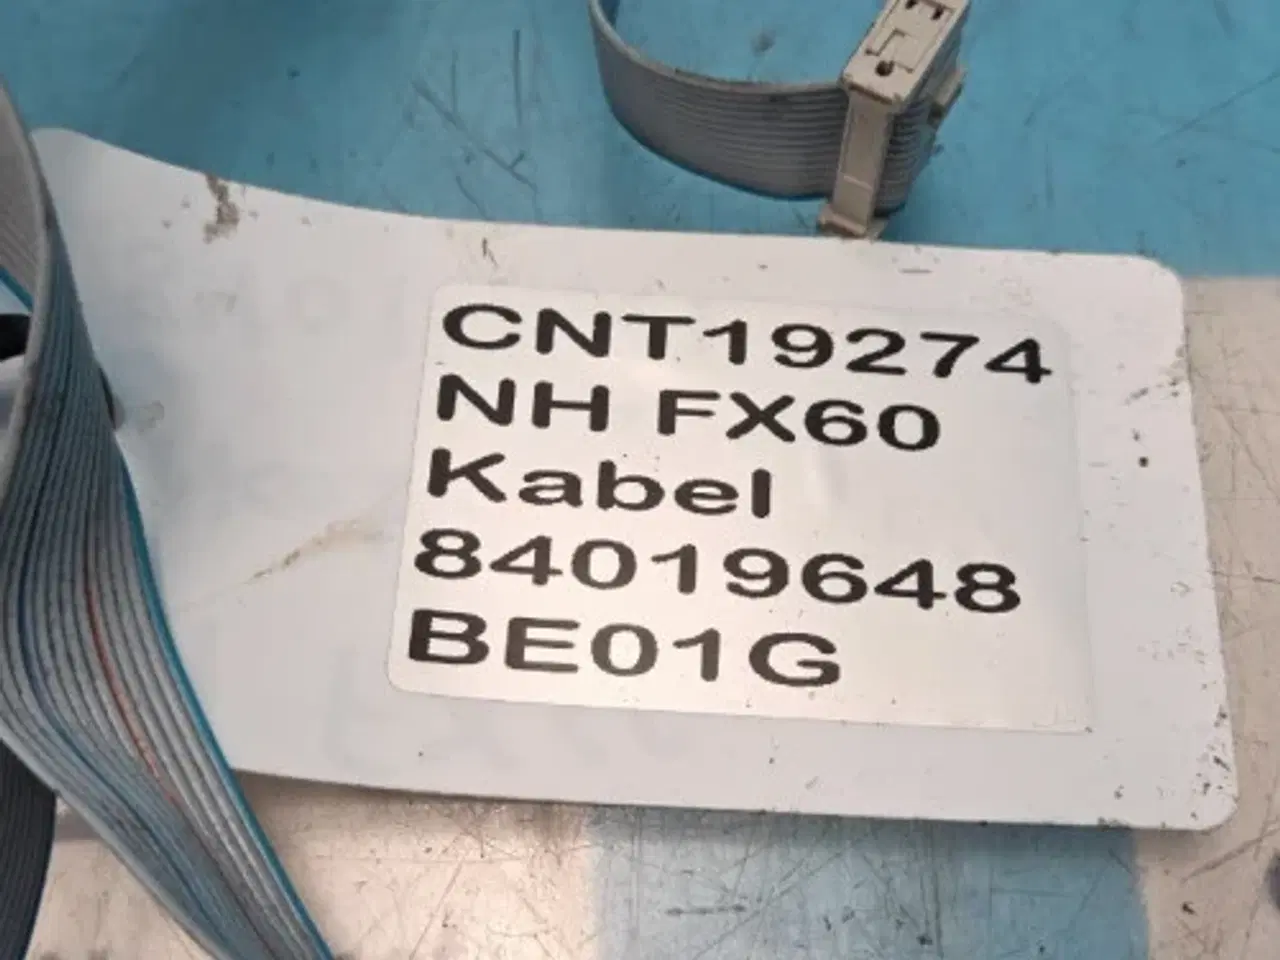 CNT19274
NH FX60
Kabel
84019648
BE01G